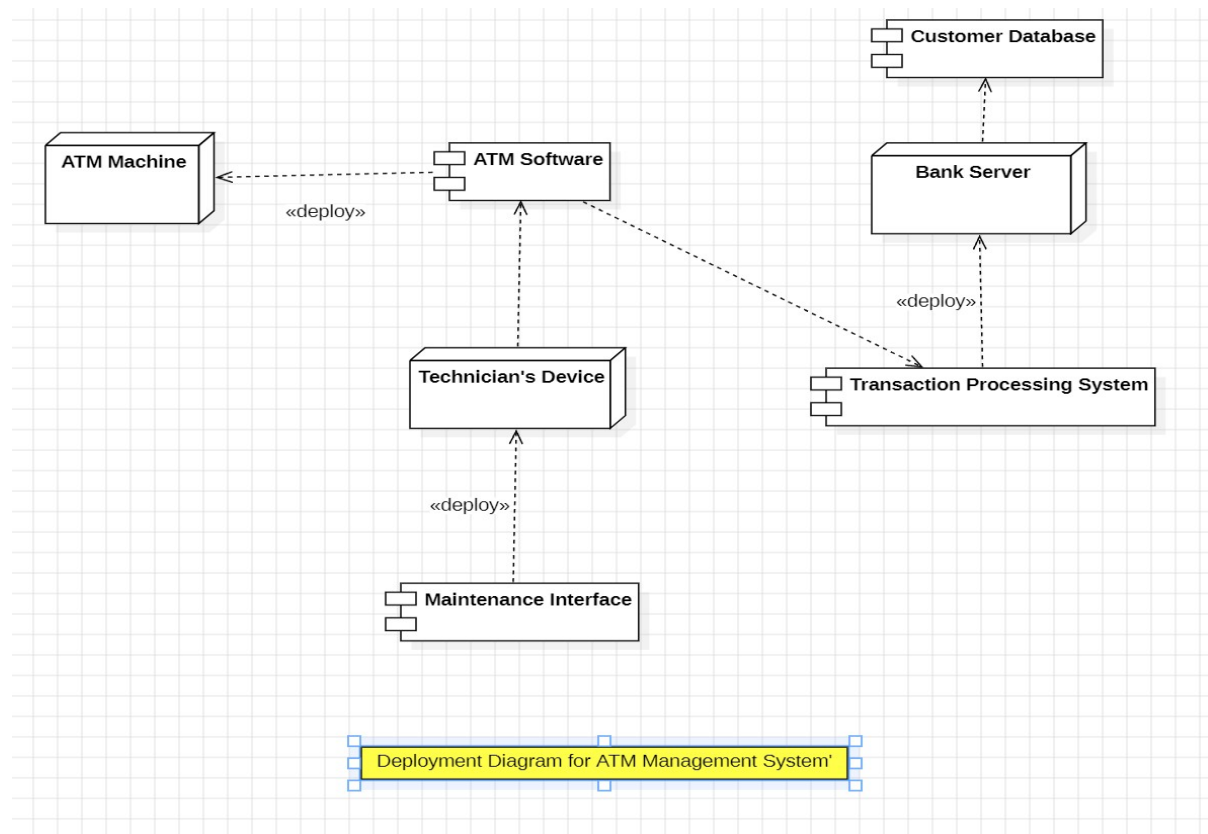 Customer Database
ATM Machine
ATM Software
Bank Server
«deploy»
«deploy»
Technician's Device
Transaction Processing System
«deploy»
Maintenance Interface
Deployment Diagram for ATM Management System'